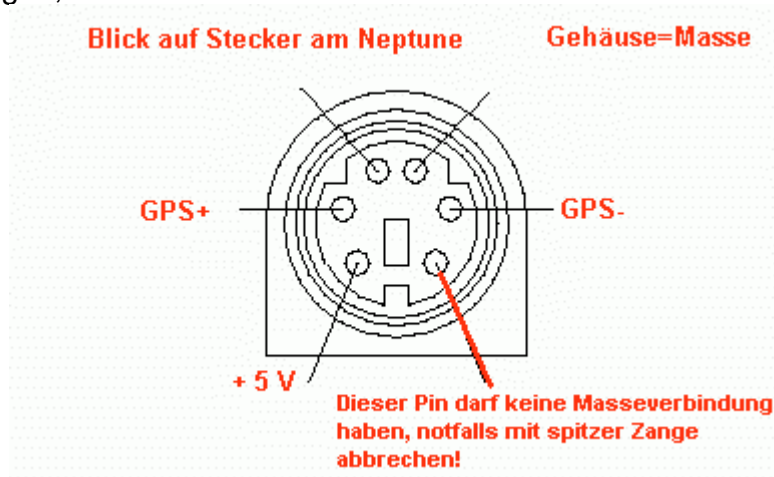 Blick auf Stecker am Neptune
Gehäuse=Masse
GPS+
GPS-
+ 5 V
Dieser Pin darf keine Masseverbindung
haben, notfalls mit spitzer Zange
abbrechen!